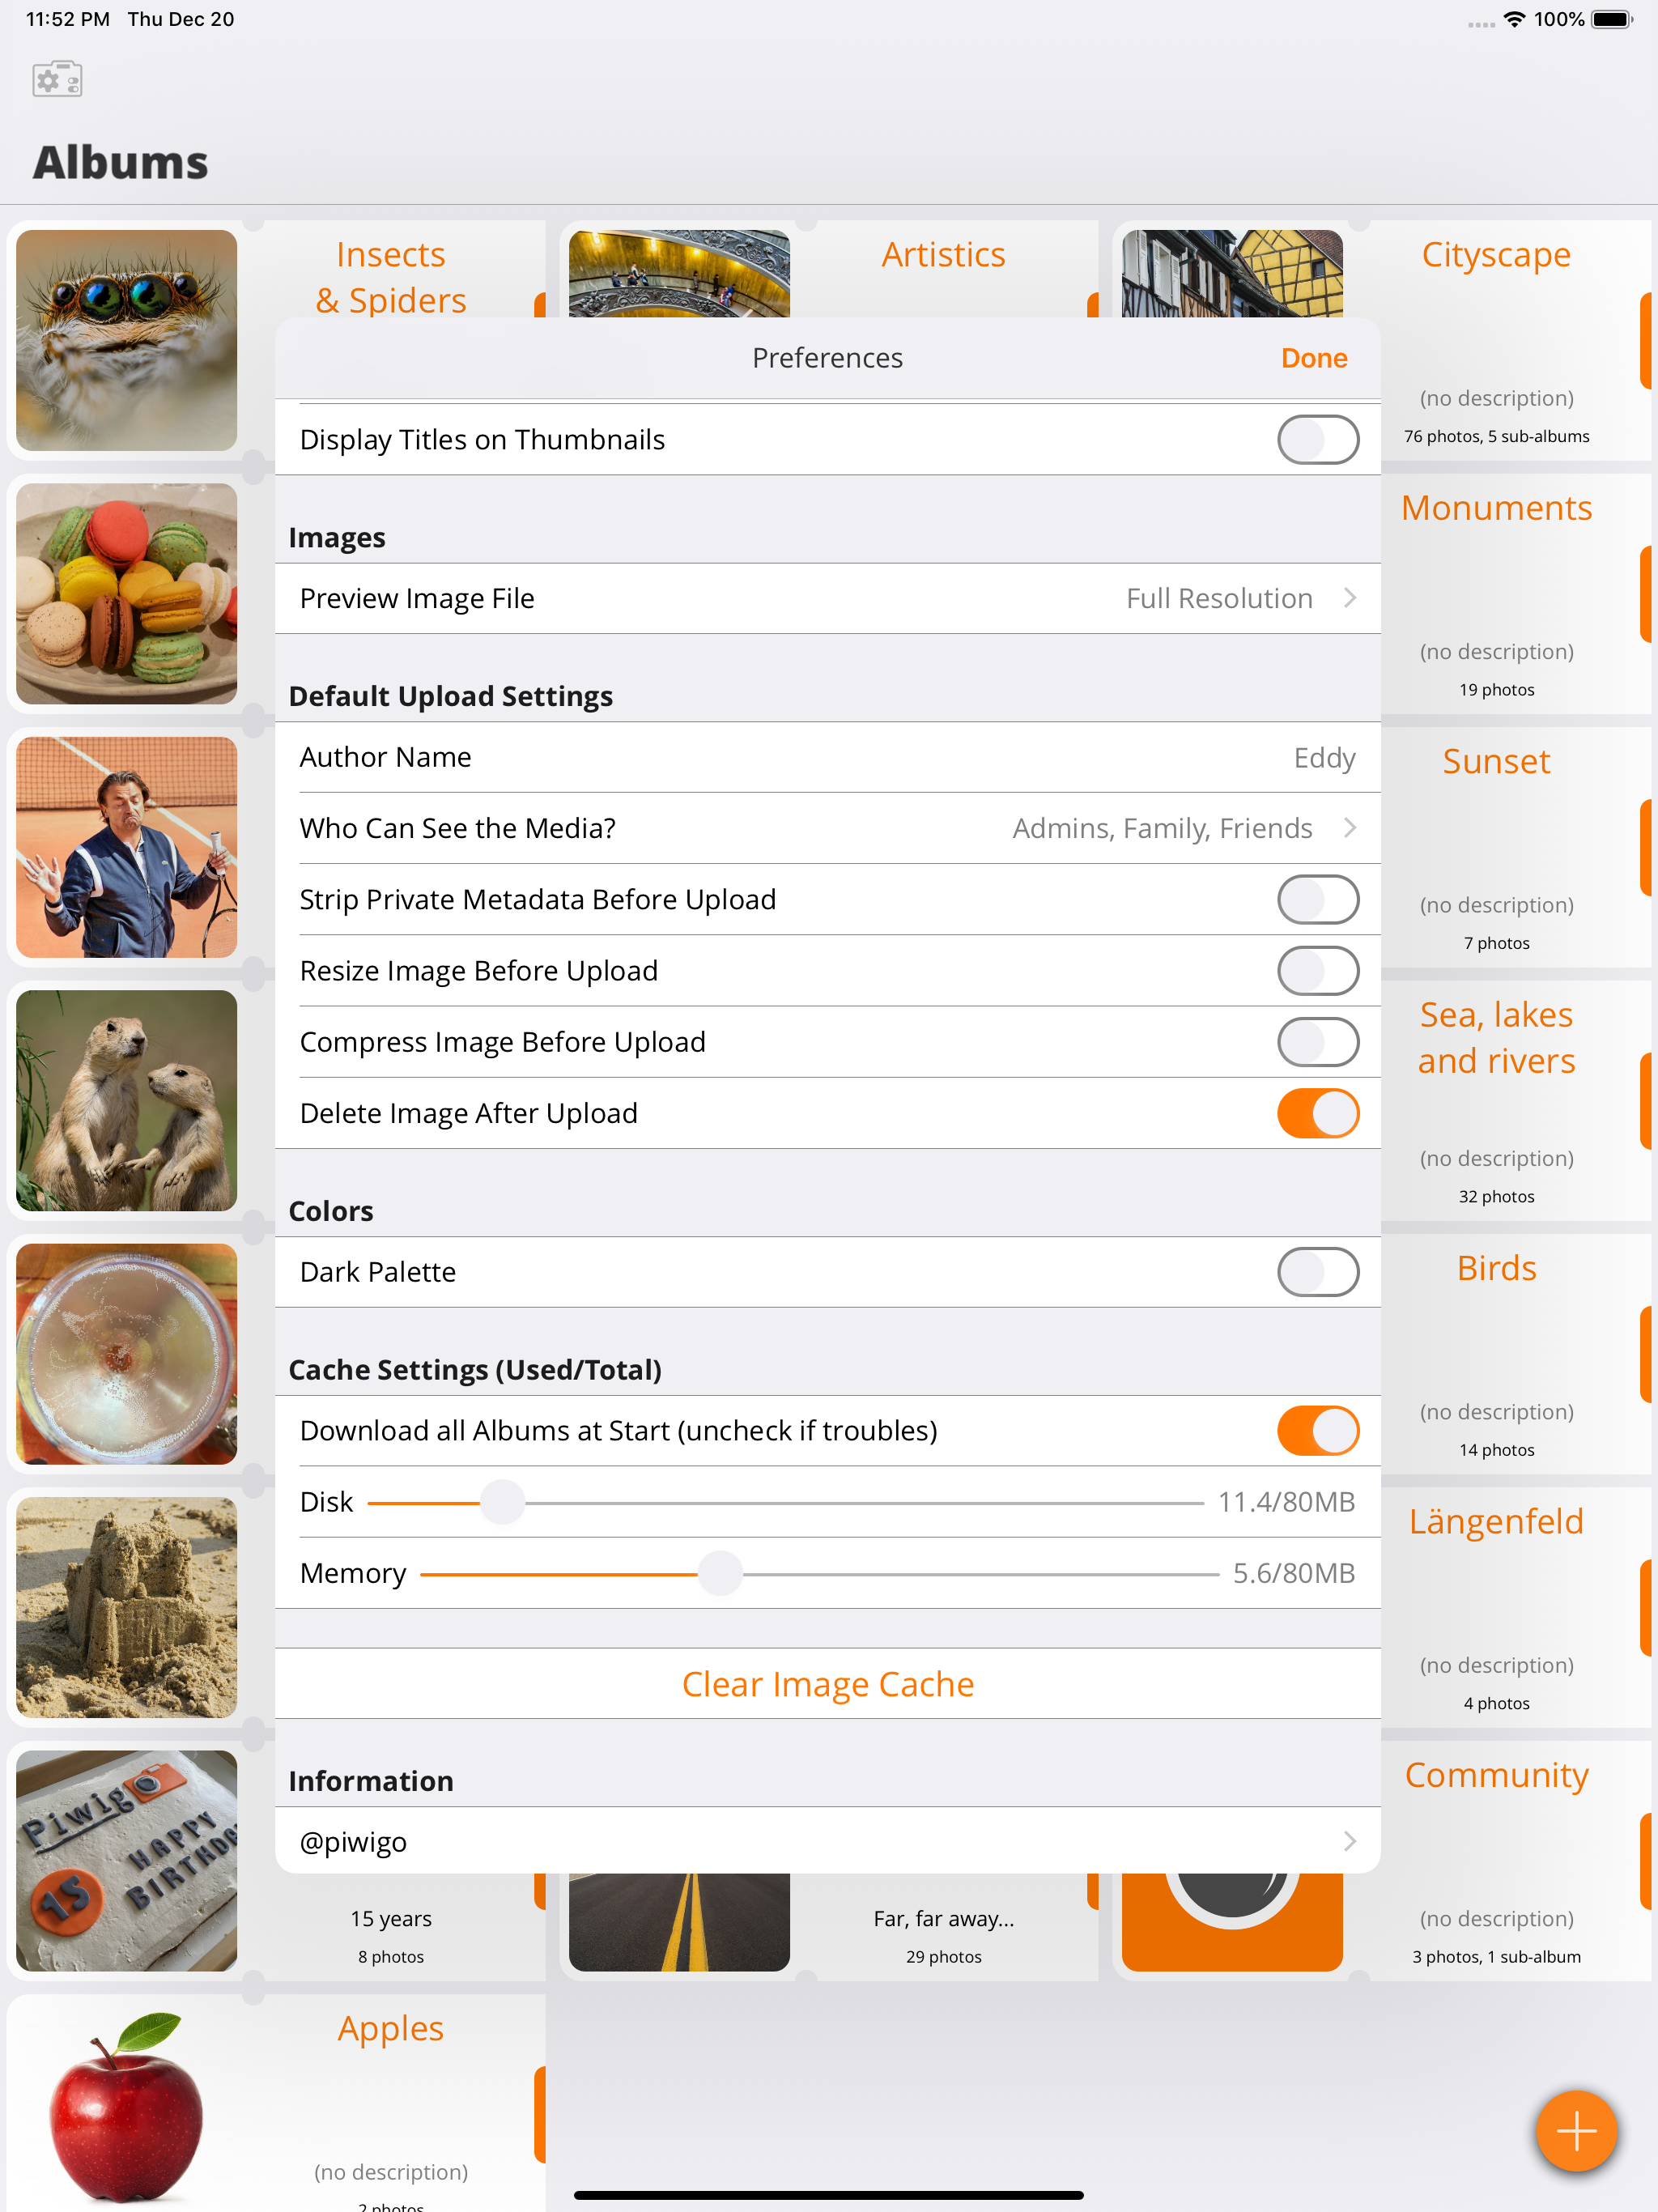 11:52 PM Thu Dec 20
100%
Albums
Insects
& Spiders
Artistics
Cityscape
(no description)
76 photos, 5 sub-albums
Preferences
Done
Display Titles on Thumbnails
Images
Preview Image File
Full Resolution
Default Upload Settings
Author Name
Eddy
Who Can See the Media?
Admins, Family, Friends
Strip Private Metadata Before Upload
Resize Image Before Upload
Compress Image Before Upload
Delete Image After Upload
Colors
Dark Palette
Cache Settings (Used/Total)
Download all Albums at Start (uncheck if troubles)
Disk
11.4/80MB
Memory
5.6/80MB
Clear Image Cache
Information
@piwigo
Monuments
(no description)
19 photos
Sunset
(no description)
7 photos
Sea, lakes
and rivers
(no description)
32 photos
Birds
(no description)
14 photos
Längenfeld
(no description)
4 photos
Community
(no description)
3 photos, 1 sub-album
Piwig
HAPPY
15
15 years
8 photos
Far, far away...
29 photos
Apples
(no description)
2 photos